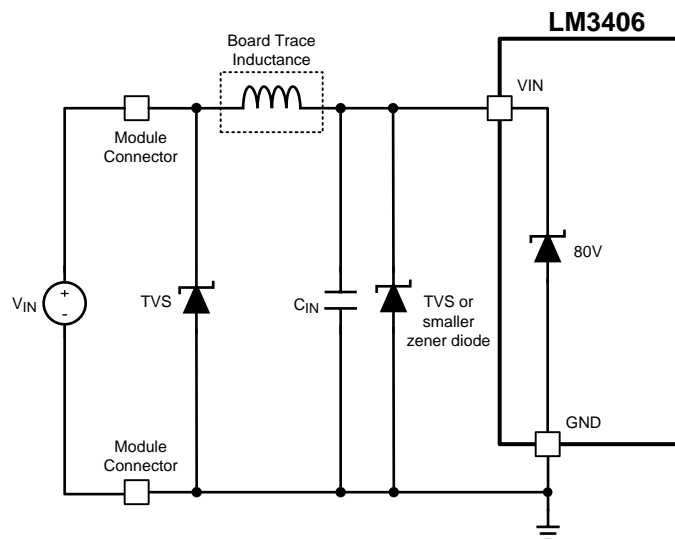 LM3406
Board Trace
Inductance
VIN
Module
Connector
80V
VIN
+
-
TVS
CIN
TVS or
smaller
zener diode
GND
Module
Connector